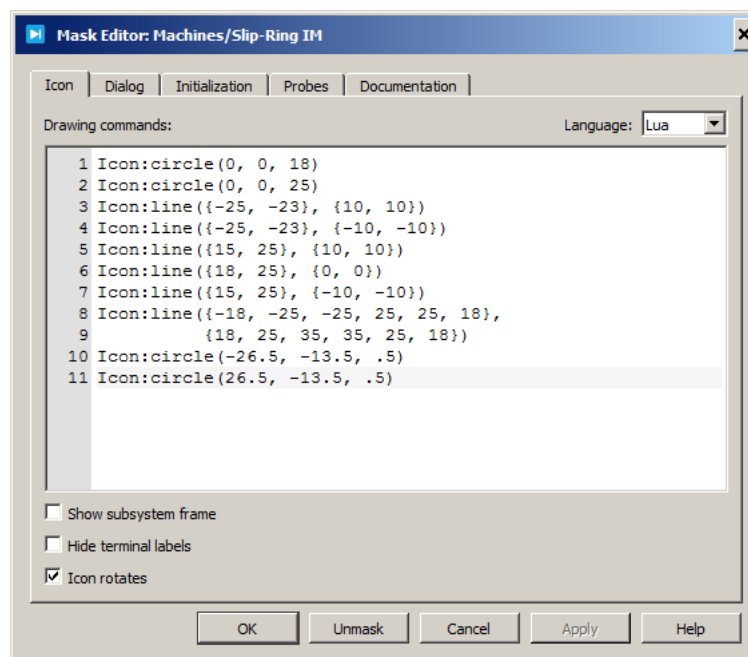 Mask Editor: Machines/Slip-Ring IM
Icon Dialog Initialization Probes Documentation
Drawing commands: Language: Lua
1 Icon:circle(0, 0, 18)
2 Icon:circle(0, 0, 25)
3 Icon:line({-25, -23}, {10, 10})
4 Icon:line({-25, -23}, {-10, -10})
5 Icon:line({15, 25}, {10, 10})
6 Icon:line({18, 25}, {0, 0})
7 Icon:line({15, 25}, {-10, -10})
8 Icon:line({-18, -25, -25, 25, 25, 18},
9 {18, 25, 35, 35, 25, 18})
10 Icon:circle(-26.5, -13.5, .5)
11 Icon:circle(26.5, -13.5, .5)
Show subsystem frame
Hide terminal labels
Icon rotates
OK Unmask Cancel Apply Help